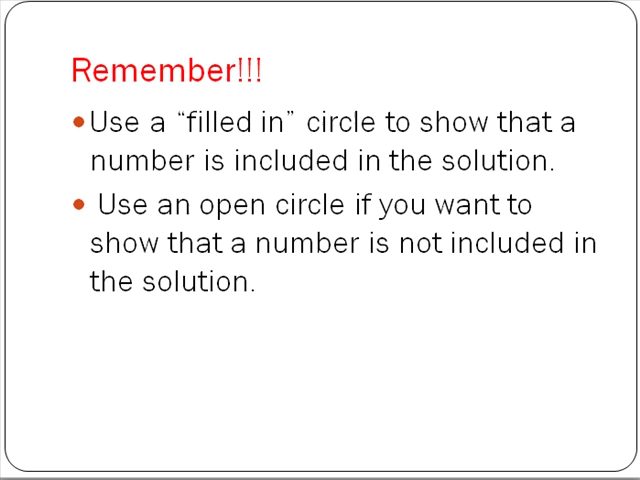 Remember!!!
•Use a “filled in” circle to show that a
number is included in the solution.
• Use an open circle if you want to
show that a number is not included in
the solution.